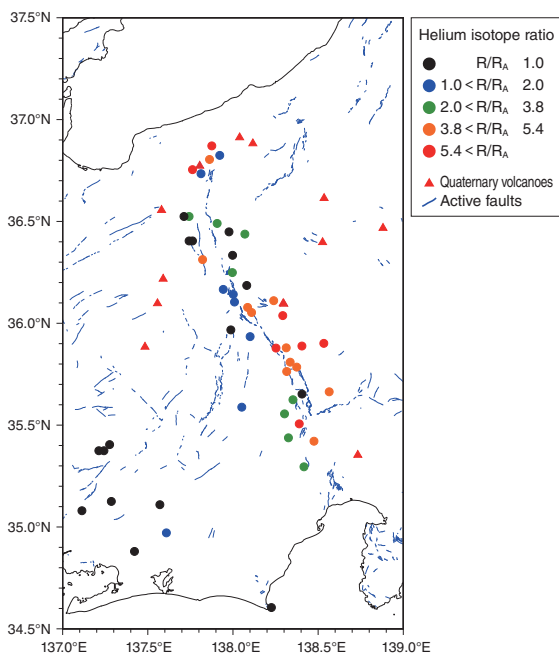 37.5°N
37.0°N
36.5°N
36.0°N
35.5°N
35.0°N
34.5°N
137.0°E
137.5°E
138.0°E
138.5°E
139.0°E
Helium isotope ratio
R/RA 1.0
1.0 < R/RA 2.0
2.0 < R/RA 3.8
3.8 < R/RA 5.4
5.4 < R/RA
Quaternary volcanoes
Active faults